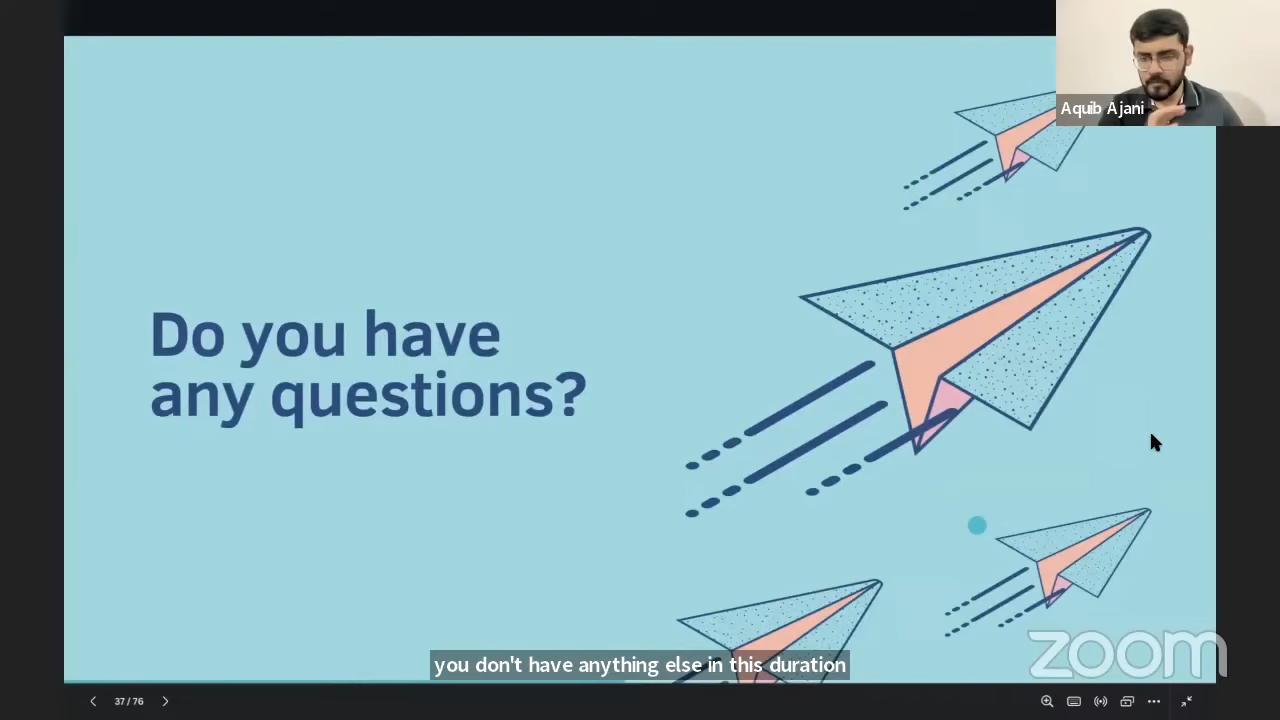 Aquib Ajani
Do you have
any questions?
zoom
you don't have anything else in this duration
37 / 76